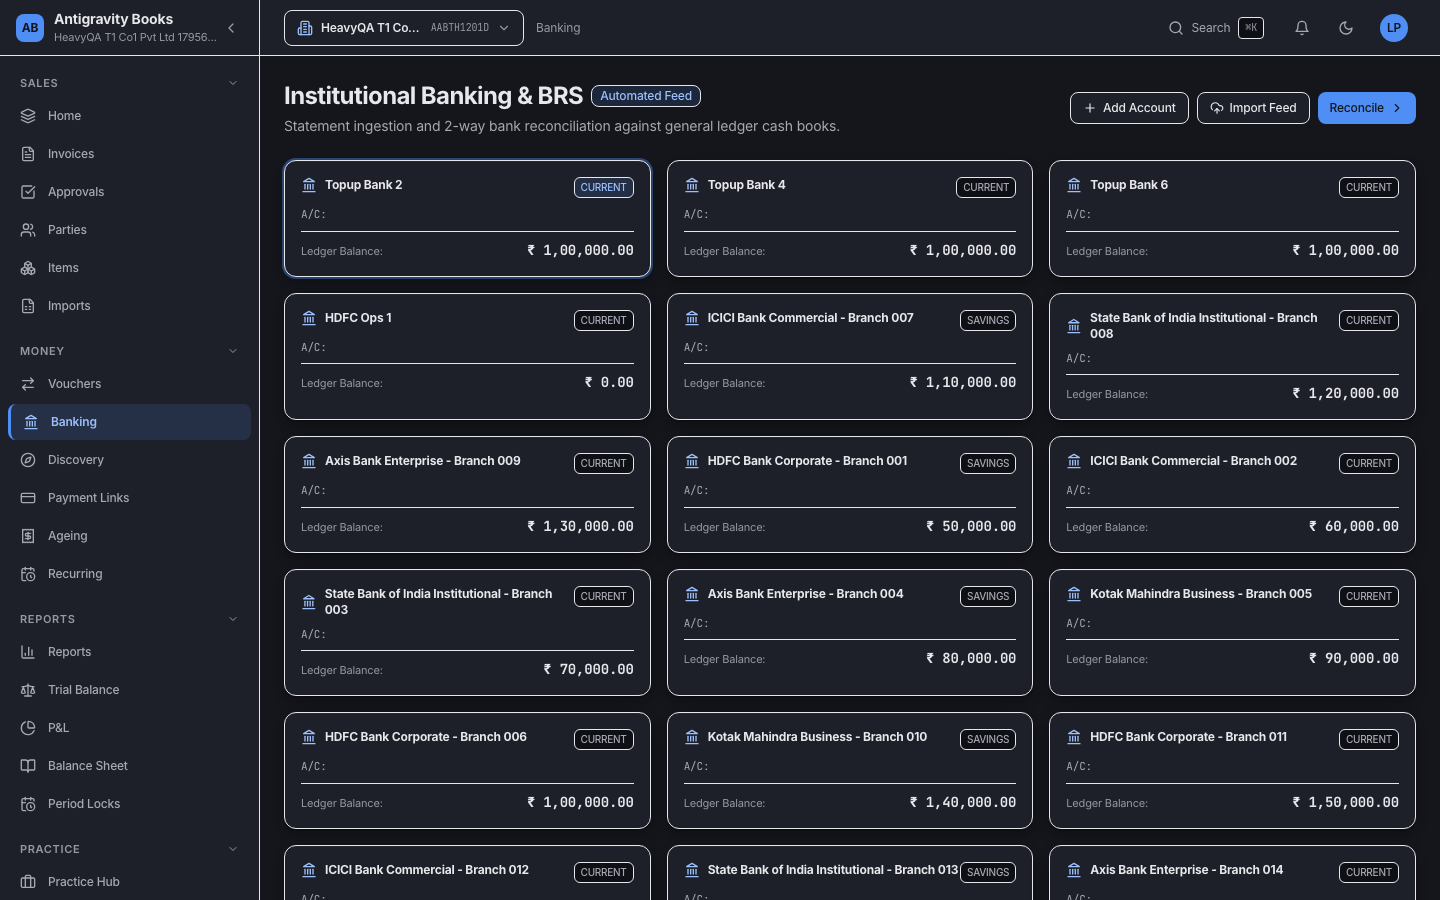 AB
Antigravity Books
HeavyQA T1 Co1 Pvt Ltd 17956...
HeavyQA T1 Co...
AABTH1201D
Banking
Search
⌘K
LP
SALES
Home
Invoices
Approvals
Parties
Items
Imports
MONEY
Vouchers
Banking
Discovery
Payment Links
Ageing
Recurring
REPORTS
Reports
Trial Balance
P&L
Balance Sheet
Period Locks
PRACTICE
Practice Hub
Institutional Banking & BRS
Automated Feed
Statement ingestion and 2-way bank reconciliation against general ledger cash books.
Add Account
Import Feed
Reconcile
Topup Bank 2
CURRENT
A/C:
Ledger Balance:
₹ 1,00,000.00
Topup Bank 4
CURRENT
A/C:
Ledger Balance:
₹ 1,00,000.00
Topup Bank 6
CURRENT
A/C:
Ledger Balance:
₹ 1,00,000.00
HDFC Ops 1
CURRENT
A/C:
Ledger Balance:
₹ 0.00
ICICI Bank Commercial - Branch 007
SAVINGS
A/C:
Ledger Balance:
₹ 1,10,000.00
State Bank of India Institutional - Branch
008
CURRENT
A/C:
Ledger Balance:
₹ 1,20,000.00
Axis Bank Enterprise - Branch 009
CURRENT
A/C:
Ledger Balance:
₹ 1,30,000.00
HDFC Bank Corporate - Branch 001
SAVINGS
A/C:
Ledger Balance:
₹ 50,000.00
ICICI Bank Commercial - Branch 002
CURRENT
A/C:
Ledger Balance:
₹ 60,000.00
State Bank of India Institutional - Branch
003
CURRENT
A/C:
Ledger Balance:
₹ 70,000.00
Axis Bank Enterprise - Branch 004
SAVINGS
A/C:
Ledger Balance:
₹ 80,000.00
Kotak Mahindra Business - Branch 005
CURRENT
A/C:
Ledger Balance:
₹ 90,000.00
HDFC Bank Corporate - Branch 006
CURRENT
A/C:
Ledger Balance:
₹ 1,00,000.00
Kotak Mahindra Business - Branch 010
SAVINGS
A/C:
Ledger Balance:
₹ 1,40,000.00
HDFC Bank Corporate - Branch 011
CURRENT
A/C:
Ledger Balance:
₹ 1,50,000.00
ICICI Bank Commercial - Branch 012
CURRENT
A/C:
State Bank of India Institutional - Branch 013
SAVINGS
A/C:
Axis Bank Enterprise - Branch 014
CURRENT
A/C: